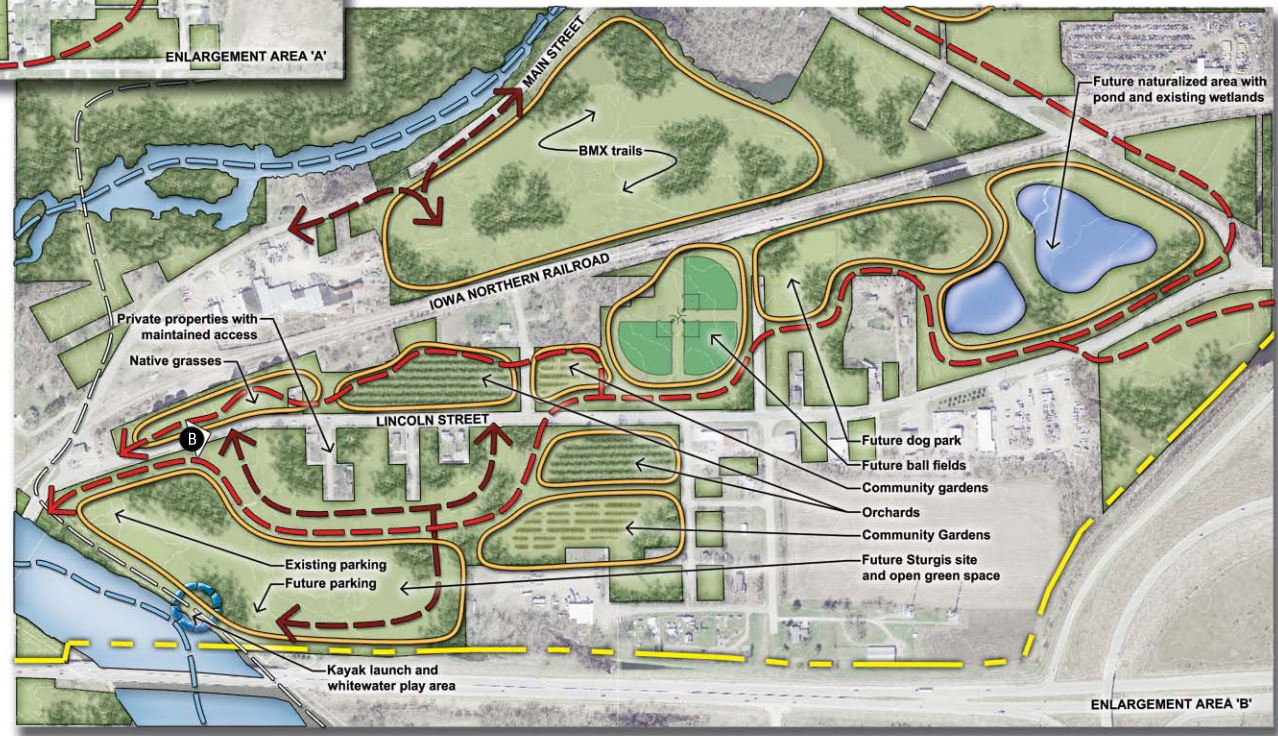 ENLARGEMENT AREA 'A'
MAIN STREET
Future naturalized area with
pond and existing wetlands
BMX trails
IOWA NORTHERN RAILROAD
Private properties with
maintained access
Native grasses
LINCOLN STREET
B
Future dog park
Future ball fields
Community gardens
Orchards
Community Gardens
Future Sturgis site
and open green space
Existing parking
Future parking
Kayak launch and
whitewater play area
ENLARGEMENT AREA 'B'